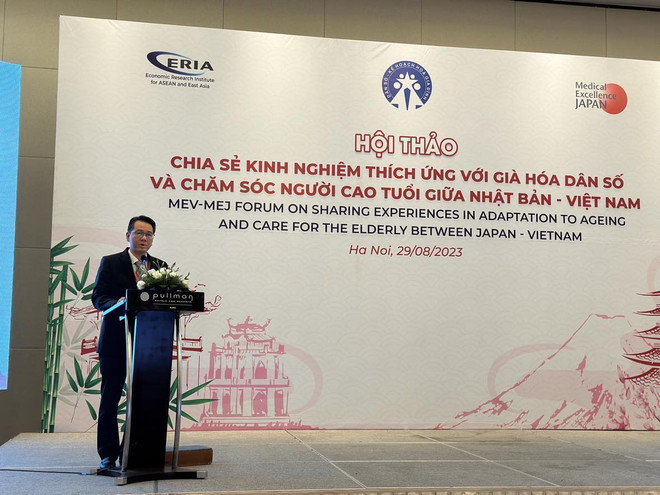 ERIA
Economic Research Institute
for ASEAN and East Asia
Medical
Excellence
JAPAN
HỘI THẢO
CHIA SẺ KINH NGHIỆM THÍCH ỨNG VỚI GIÀ HÓA DÂN SỐ
VÀ CHĂM SÓC NGƯỜI CAO TUỔI GIỮA NHẬT BẢN - VIỆT NAM
MEV-MEJ FORUM ON SHARING EXPERIENCES IN ADAPTATION TO AGEING
AND CARE FOR THE ELDERLY BETWEEN JAPAN - VIETNAM
Ha Noi, 29/08/2023
pullman